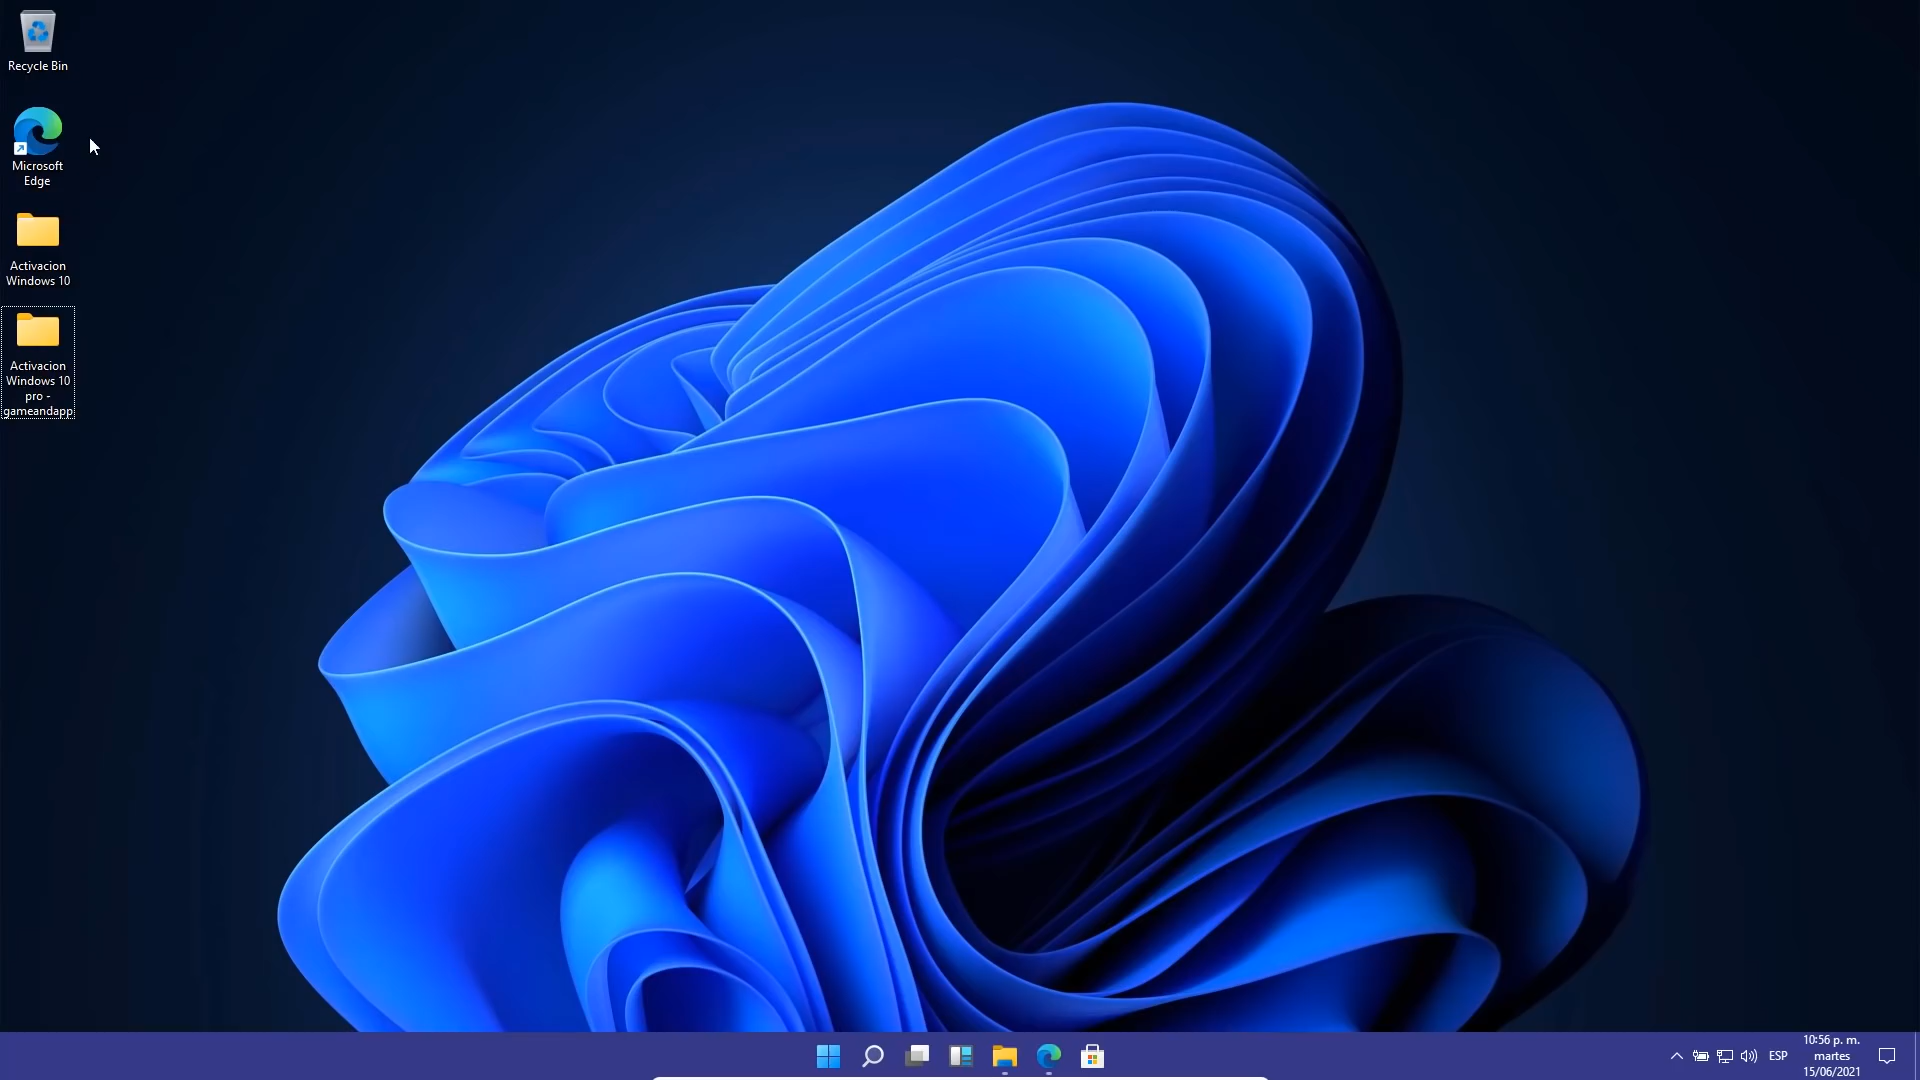 Recycle Bin
Microsoft
Edge
Activacion
Windows 10
Activacion
Windows 10
pro -
gameandapp
ESP
10:56 p. m.
martes
15/06/2021